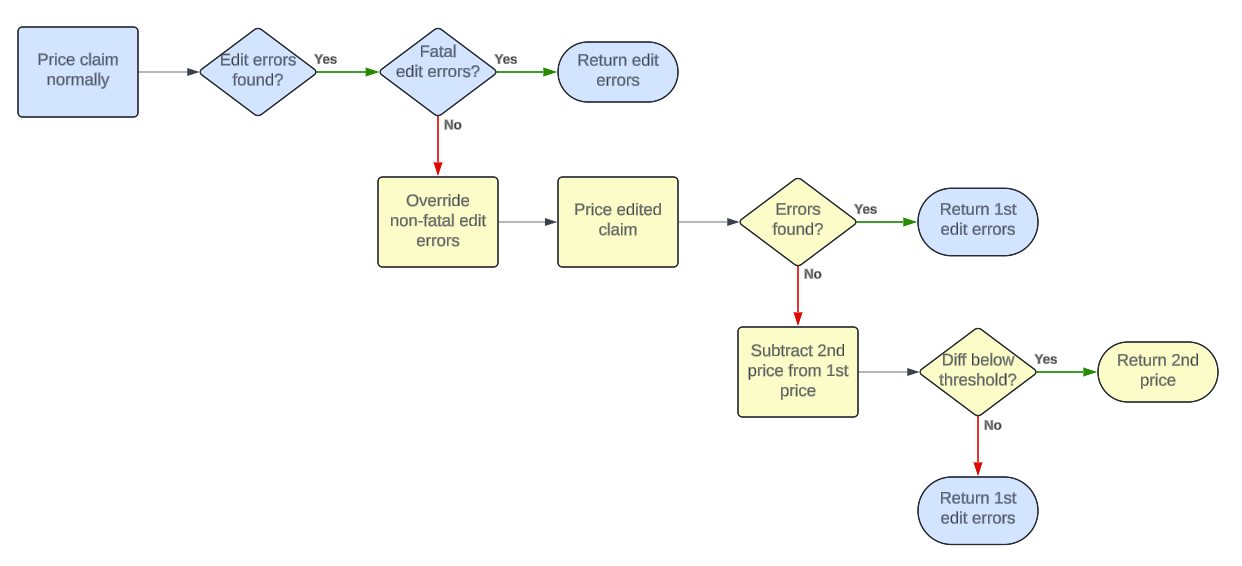 Price claim
normally
Edit errors
found?
Yes
Fatal
edit errors?
Yes
Return edit
errors
No
Override
non-fatal edit
errors
Price edited
claim
Errors
found?
Yes
Return 1st
edit errors
No
Subtract 2nd
price from 1st
price
Diff below
threshold?
Yes
Return 2nd
price
No
Return 1st
edit errors